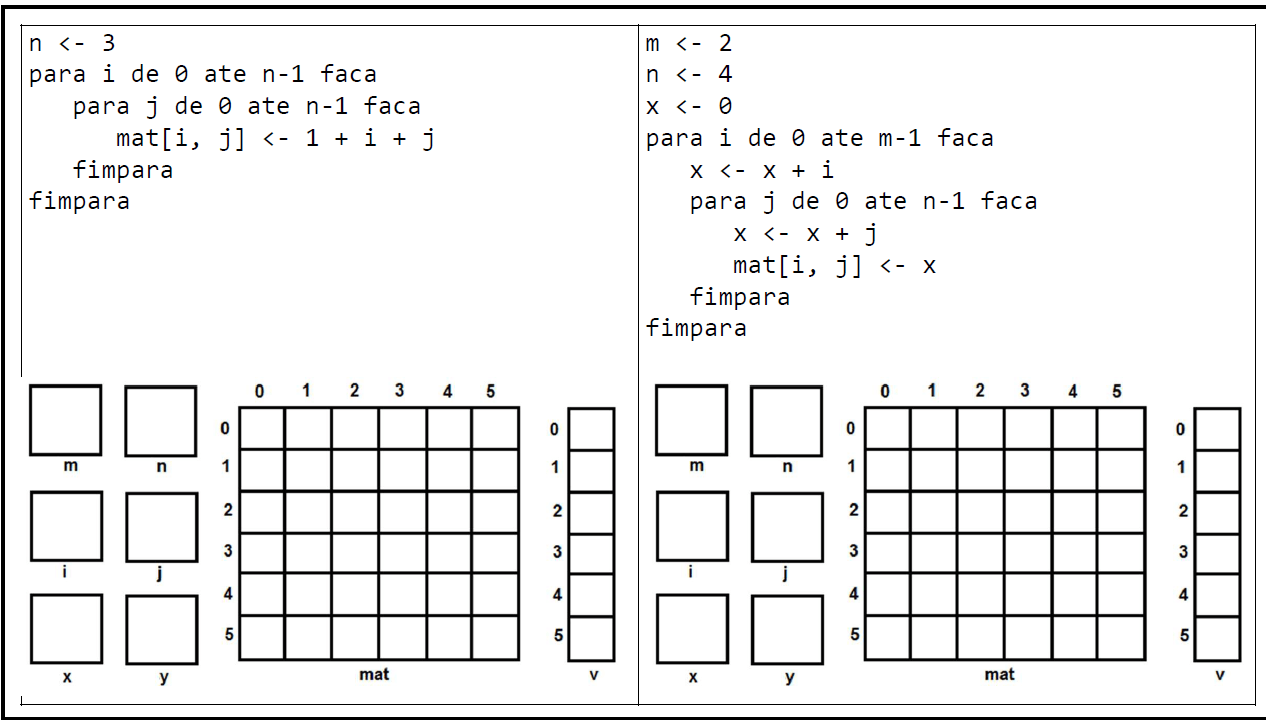 n <- 3
para i de 0 ate n-1 faca
   para j de 0 ate n-1 faca
      mat[i, j] <- 1 + i + j
   fimpara
fimpara
0 1 2 3 4 5
0
1
2
3
4
5
m n
i j
x y
mat
0
1
2
3
4
5
v
m <- 2
n <- 4
x <- 0
para i de 0 ate m-1 faca
   x <- x + i
   para j de 0 ate n-1 faca
      x <- x + j
      mat[i, j] <- x
   fimpara
fimpara
0 1 2 3 4 5
0
1
2
3
4
5
m n
i j
x y
mat
0
1
2
3
4
5
v